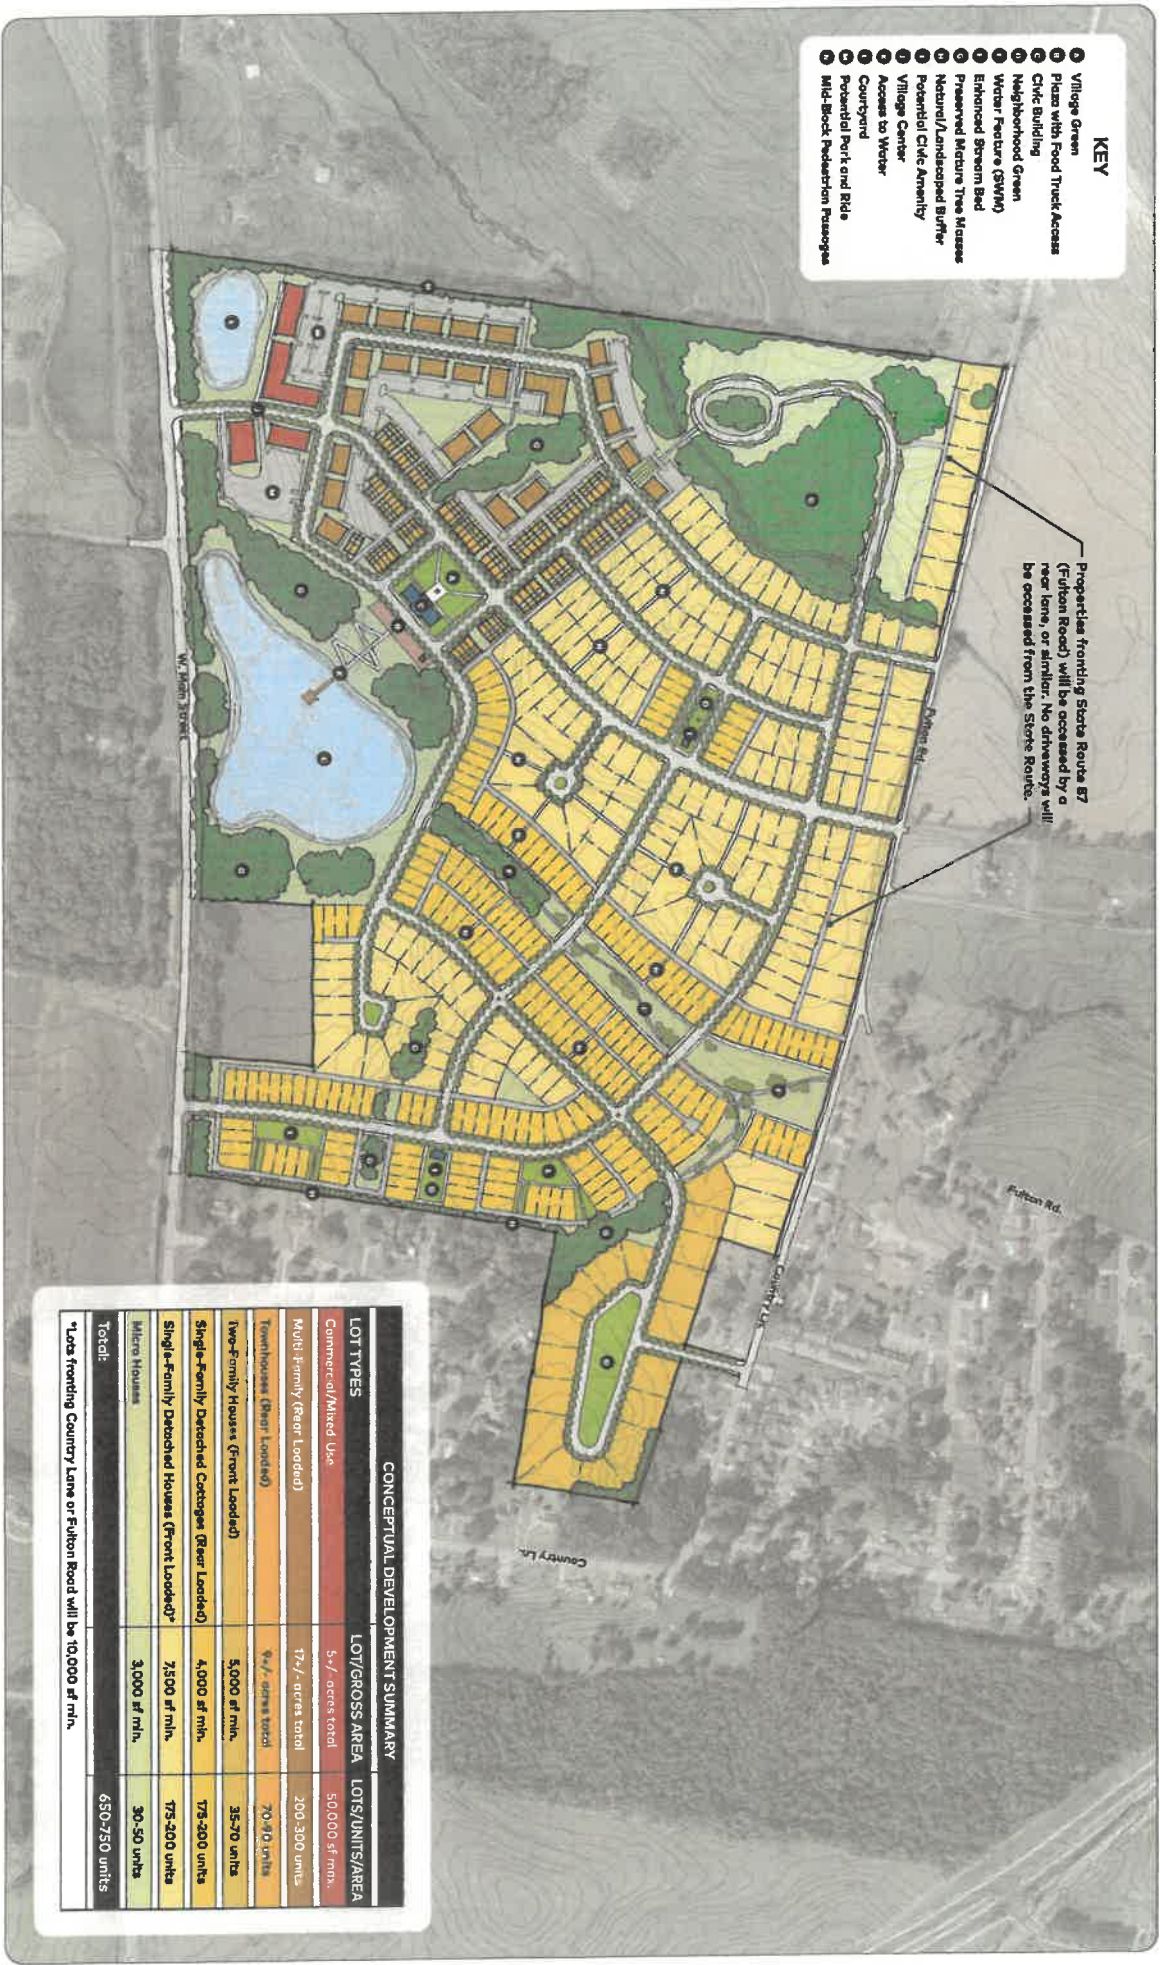 KEY
A Village Green
B Plaza with Food Truck Access
C Civic Building
D Neighborhood Green
E Water Feature (SWM)
F Enhanced Stream Bed
G Preserved Mature Tree Masses
H Natural/Landscaped Buffer
I Potential Civic Amenity
J Village Center
K Access to Water
L Courtyard
M Potential Park and Ride
N Mid-Block Pedestrian Passages
Properties fronting State Route 87
(Fulton Road) will be accessed by a
rear lane, or similar. No driveways will
be accessed from the State Route.
Fulton Rd.
Fulton Rd.
Country Ln.
Country Ln.
W. Main Street
CONCEPTUAL DEVELOPMENT SUMMARY
LOT TYPES LOT/GROSS AREA LOTS/UNITS/AREA
Commercial/Mixed Use 5+/- acres total 50,000 sf max.
Multi-Family (Rear Loaded) 17+/- acres total 200-300 units
Townhouses (Rear Loaded) 9+/- acres total 70-90 units
Two-Family Houses (Front Loaded) 5,000 sf min. 35-70 units
Single-Family Detached Cottages (Rear Loaded) 4,000 sf min. 175-200 units
Single-Family Detached Houses (Front Loaded)* 7,500 sf min. 175-200 units
Micro Houses 3,000 sf min. 30-50 units
Total: 650-750 units
*Lots fronting Country Lane or Fulton Road will be 10,000 sf min.